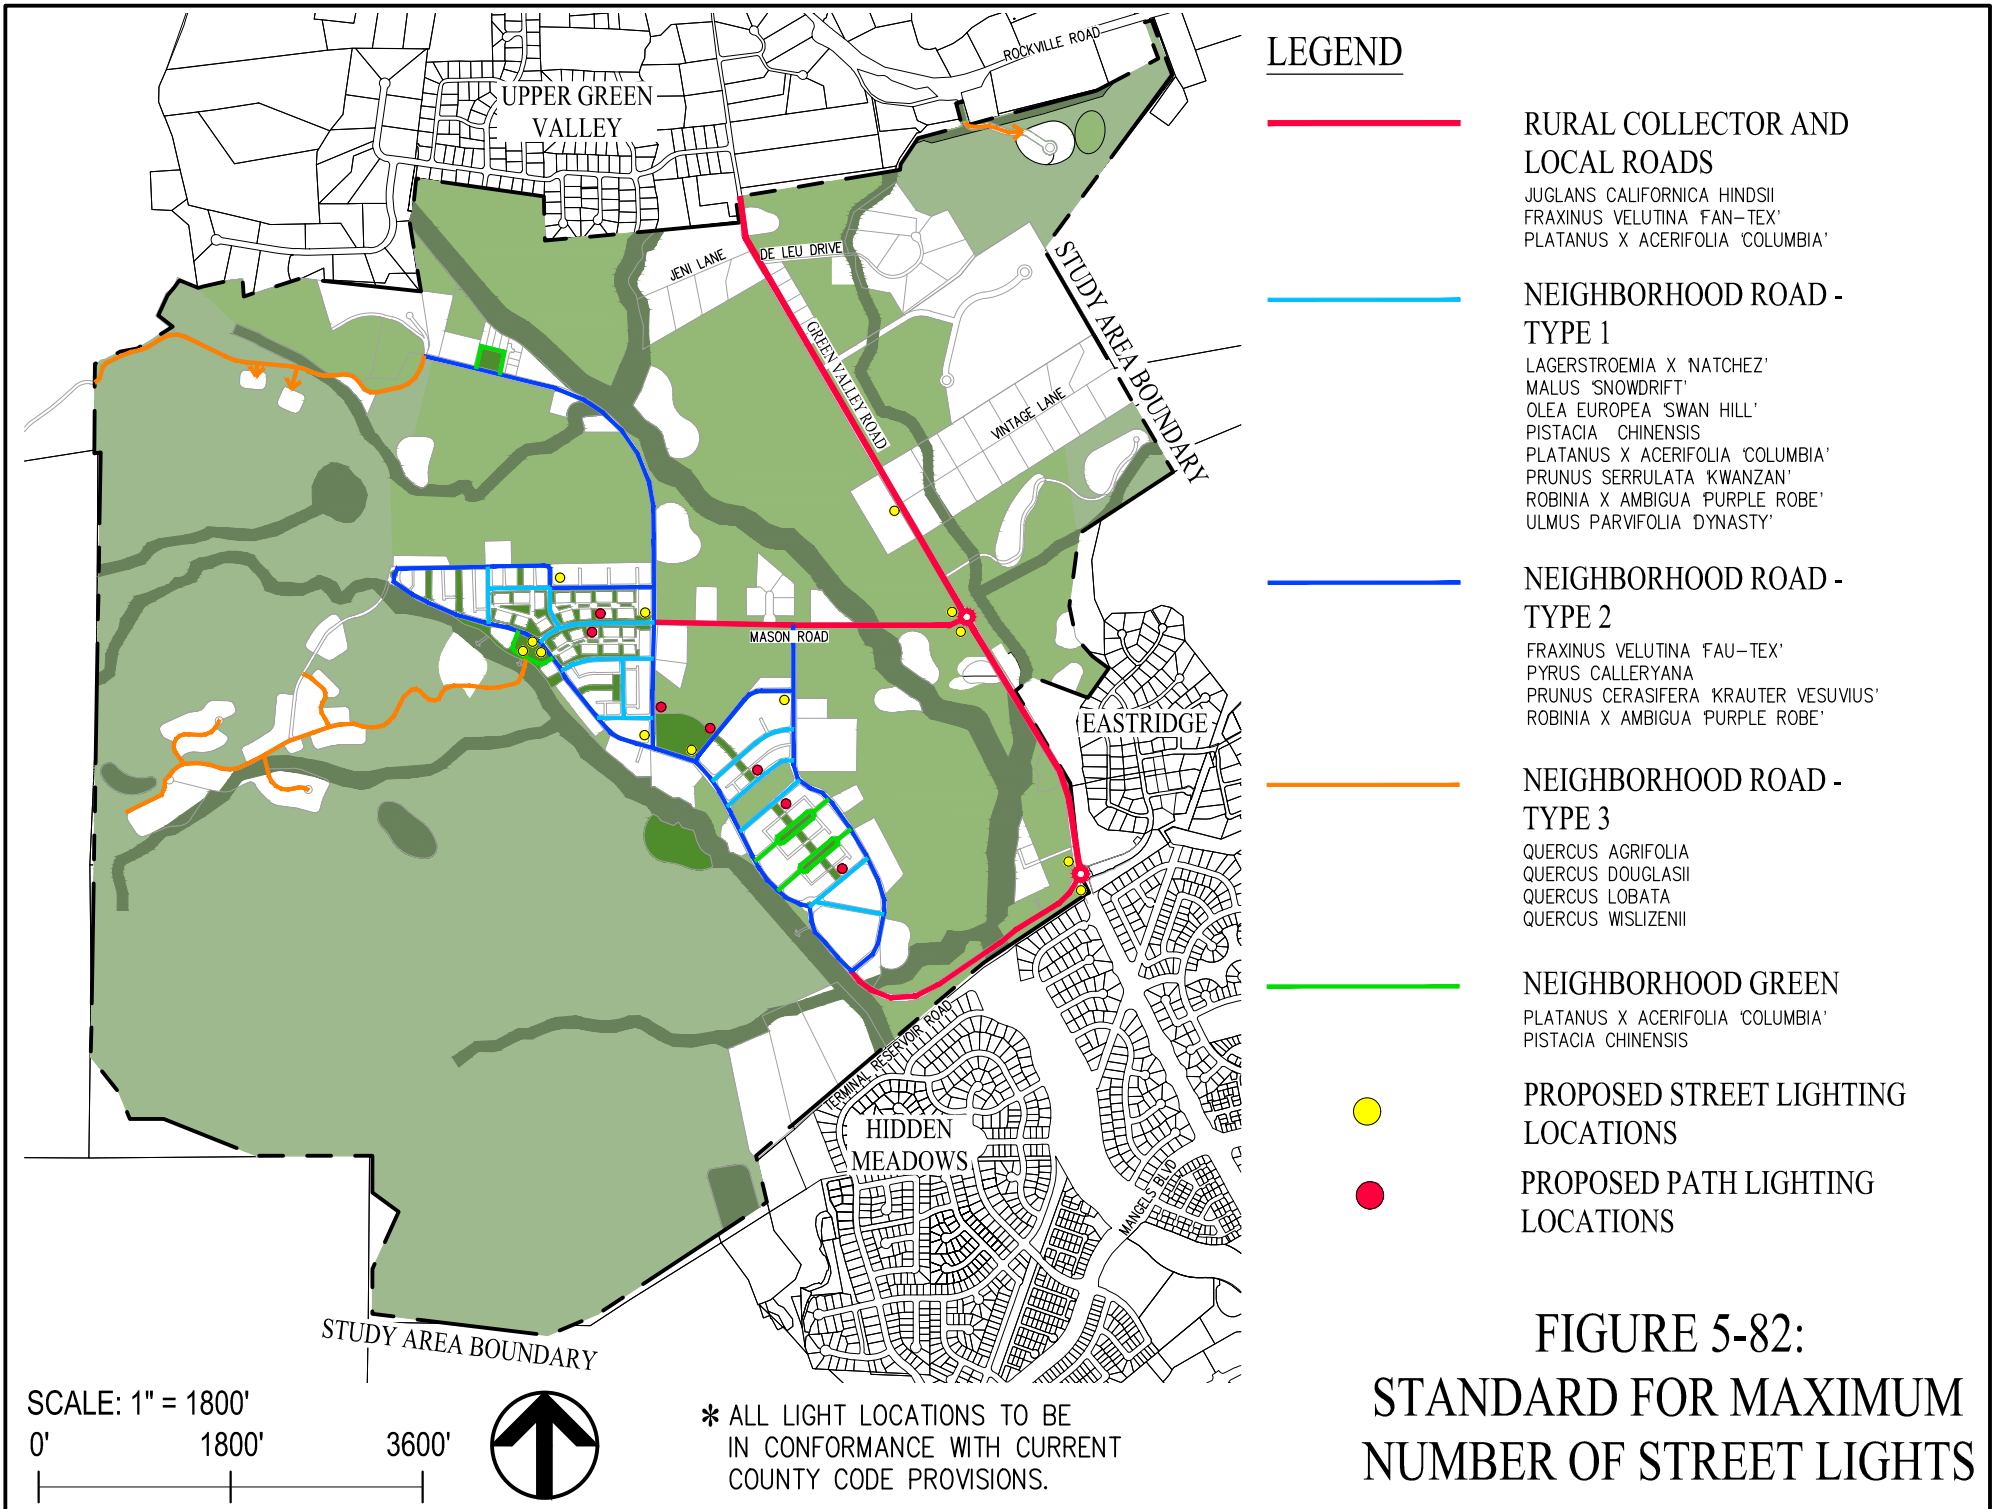 ROCKVILLE ROAD
UPPER GREEN
VALLEY
JENI LANE
DE LEU DRIVE
STUDY AREA BOUNDARY
GREEN VALLEY ROAD
VINTAGE LANE
MASON ROAD
EASTRIDGE
TERMINAL RESERVOIR ROAD
HIDDEN
MEADOWS
MANGELS BLVD
STUDY AREA BOUNDARY
LEGEND
RURAL COLLECTOR AND
LOCAL ROADS
JUGLANS CALIFORNICA HINDSII
FRAXINUS VELUTINA 'FAN-TEX'
PLATANUS X ACERIFOLIA 'COLUMBIA'
NEIGHBORHOOD ROAD -
TYPE 1
LAGERSTROEMIA X 'NATCHEZ'
MALUS 'SNOWDRIFT'
OLEA EUROPEA 'SWAN HILL'
PISTACIA CHINENSIS
PLATANUS X ACERIFOLIA 'COLUMBIA'
PRUNUS SERRULATA 'KWANZAN'
ROBINIA X AMBIGUA 'PURPLE ROBE'
ULMUS PARVIFOLIA 'DYNASTY'
NEIGHBORHOOD ROAD -
TYPE 2
FRAXINUS VELUTINA 'FAU-TEX'
PYRUS CALLERYANA
PRUNUS CERASIFERA 'KRAUTER VESUVIUS'
ROBINIA X AMBIGUA 'PURPLE ROBE'
NEIGHBORHOOD ROAD -
TYPE 3
QUERCUS AGRIFOLIA
QUERCUS DOUGLASII
QUERCUS LOBATA
QUERCUS WISLIZENII
NEIGHBORHOOD GREEN
PLATANUS X ACERIFOLIA 'COLUMBIA'
PISTACIA CHINENSIS
PROPOSED STREET LIGHTING
LOCATIONS
PROPOSED PATH LIGHTING
LOCATIONS
FIGURE 5-82:
STANDARD FOR MAXIMUM
NUMBER OF STREET LIGHTS
SCALE: 1" = 1800'
0' 1800' 3600'
* ALL LIGHT LOCATIONS TO BE
IN CONFORMANCE WITH CURRENT
COUNTY CODE PROVISIONS.